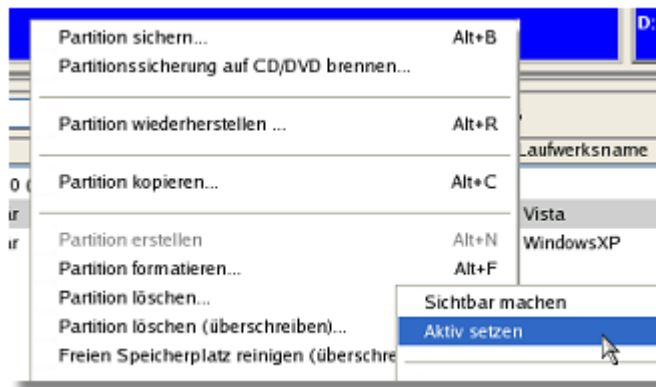 D:
Partition sichern... Alt+B
Partitionssicherung auf CD/DVD brennen...
Partition wiederherstellen ... Alt+R
Laufwerksname
Partition kopieren... Alt+C
Vista
Partition erstellen Alt+N
WindowsXP
Partition formatieren... Alt+F
Partition löschen...
Sichtbar machen
Partition löschen (überschreiben)...
Aktiv setzen
Freien Speicherplatz reinigen (überschre